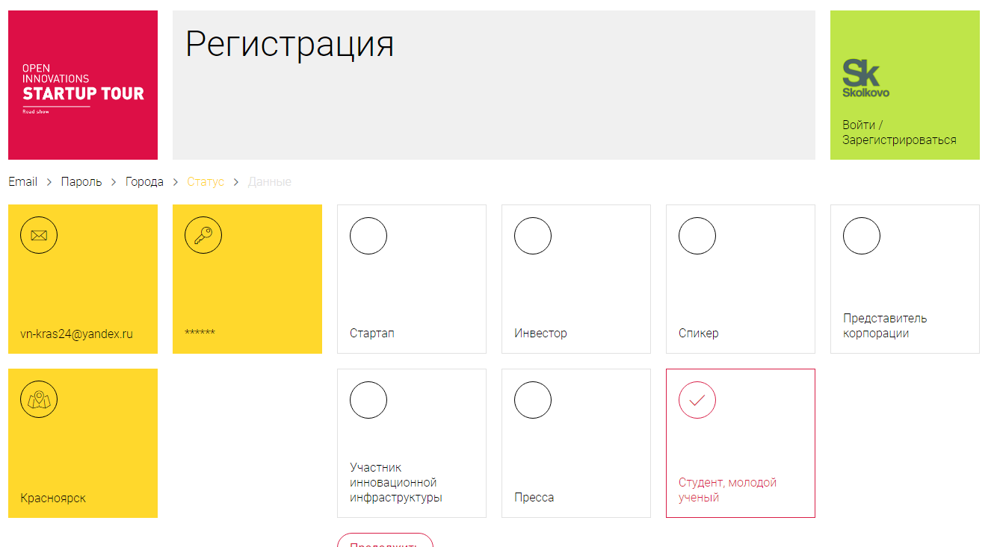 OPEN
INNOVATIONS
STARTUP TOUR
Road show
Регистрация
Sk
Skolkovo
Войти /
Зарегистрироваться
Email > Пароль > Города > Статус > Данные
vn-kras24@yandex.ru
******
Стартап
Инвестор
Спикер
Представитель
корпорации
Красноярск
Участник
инновационной
инфраструктуры
Пресса
Студент, молодой
ученый
Продолжить